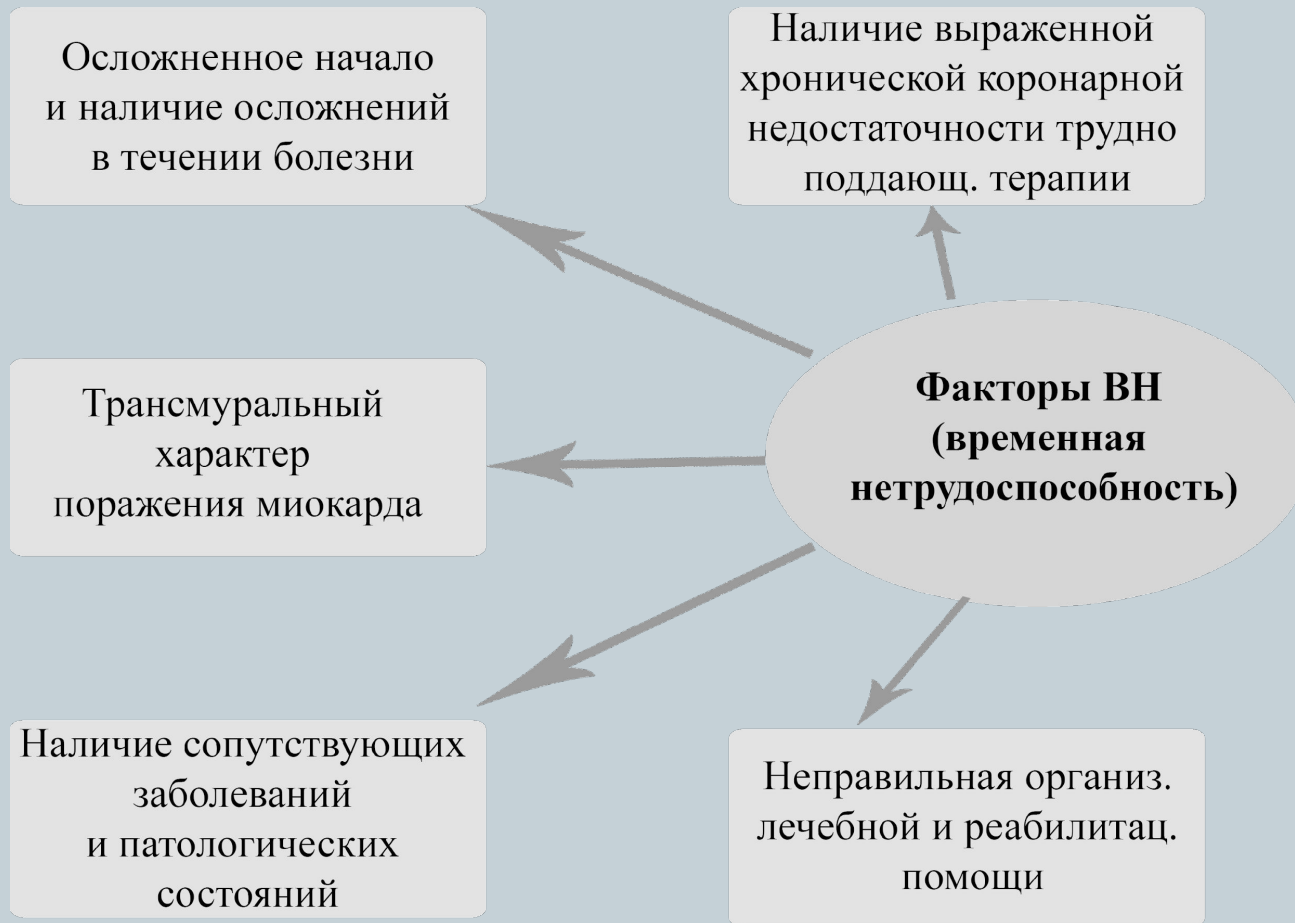 Осложненное начало
и наличие осложнений
в течении болезни
Наличие выраженной
хронической коронарной
недостаточности трудно
поддающ. терапии
Трансмуральный
характер
поражения миокарда
Факторы ВН
(временная
нетрудоспособность)
Наличие сопутствующих
заболеваний
и патологических
состояний
Неправильная организ.
лечебной и реабилитац.
помощи